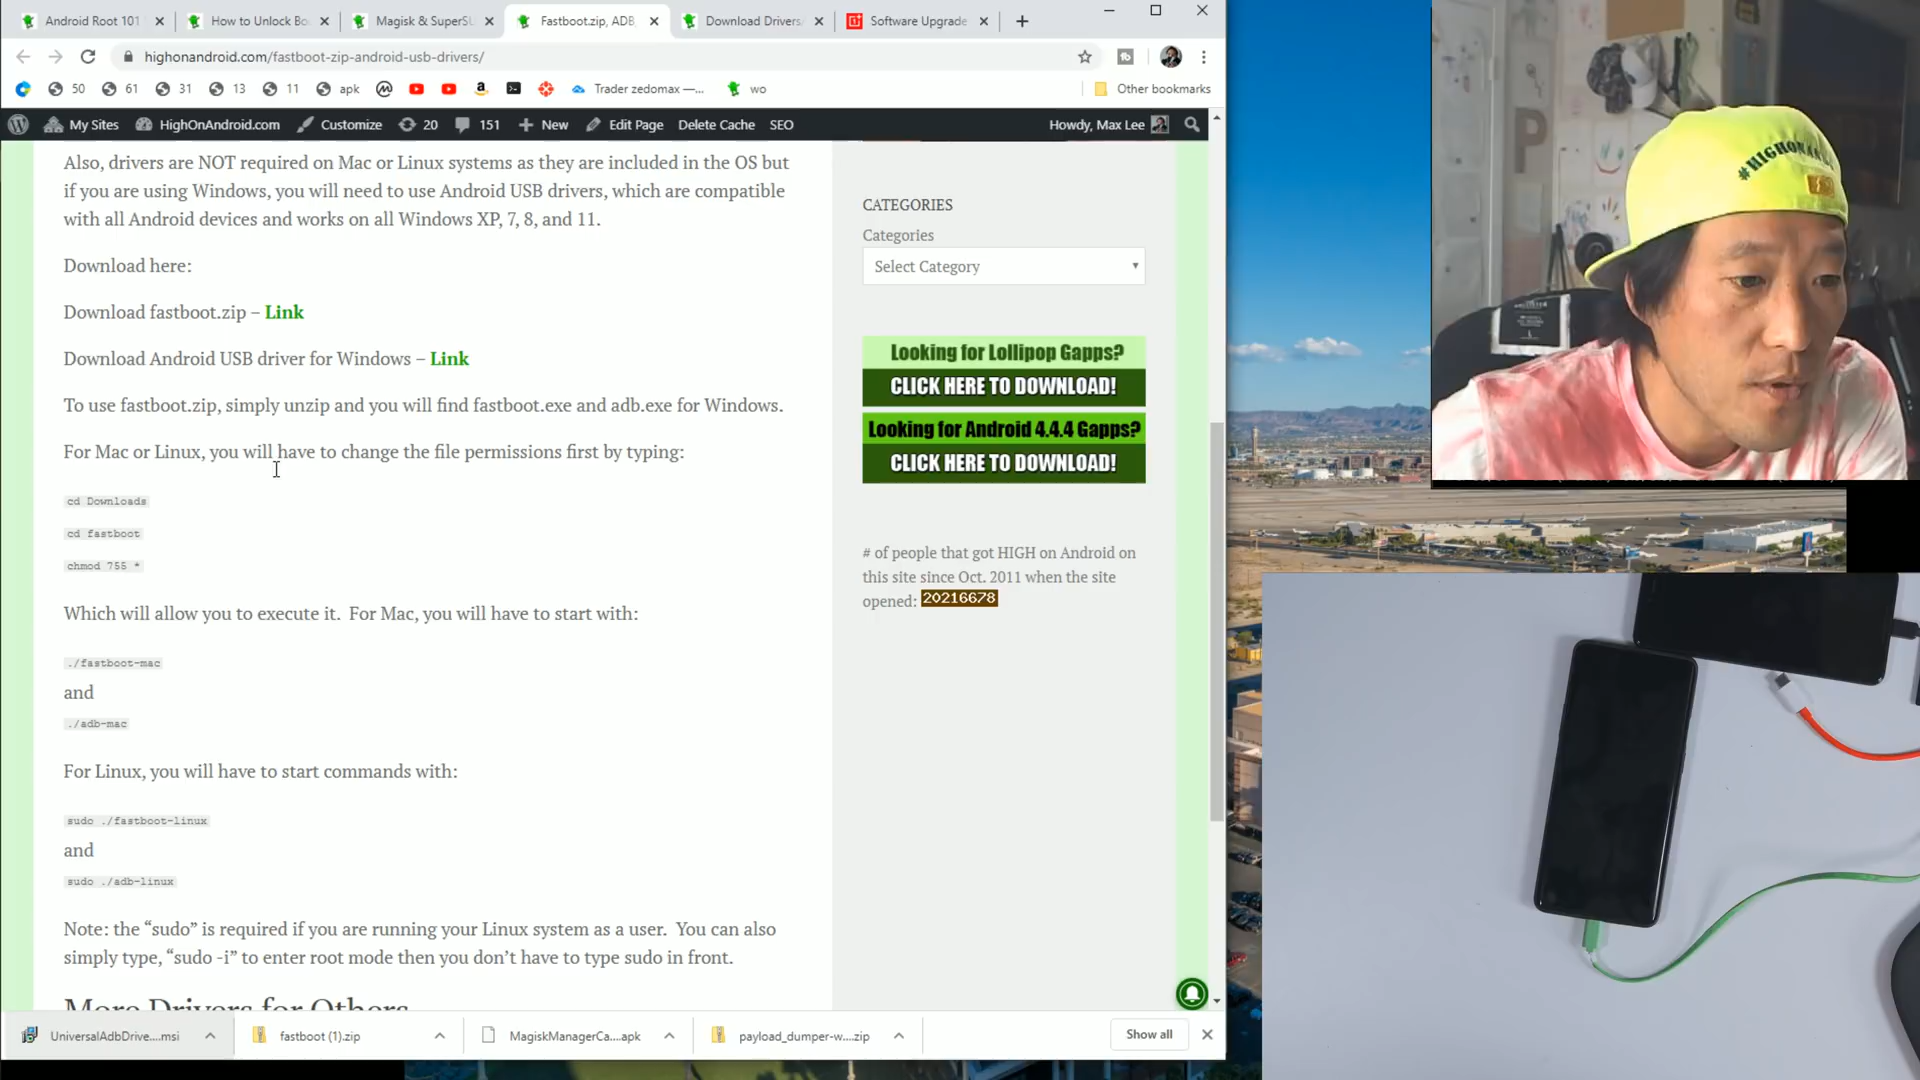 Android Root 101
How to Unlock Bo
Magisk & SuperSU
Fastboot.zip, ADB,
Download Drivers/
Software Upgrade
highonandroid.com/fastboot-zip-android-usb-drivers/
50
61
31
13
11
apk
Trader zedomax —...
wo
Other bookmarks
My Sites
HighOnAndroid.com
Customize
20
151
New
Edit Page
Delete Cache
SEO
Howdy, Max Lee
Also, drivers are NOT required on Mac or Linux systems as they are included in the OS but
if you are using Windows, you will need to use Android USB drivers, which are compatible
with all Android devices and works on all Windows XP, 7, 8, and 11.
Download here:
Download fastboot.zip – Link
Download Android USB driver for Windows – Link
To use fastboot.zip, simply unzip and you will find fastboot.exe and adb.exe for Windows.
For Mac or Linux, you will have to change the file permissions first by typing:
cd Downloads
cd fastboot
chmod 755 *
Which will allow you to execute it.  For Mac, you will have to start with:
./fastboot-mac
and
./adb-mac
For Linux, you will have to start commands with:
sudo ./fastboot-linux
and
sudo ./adb-linux
Note: the “sudo” is required if you are running your Linux system as a user.  You can also
simply type, “sudo -i” to enter root mode then you don’t have to type sudo in front.
More Drivers for Others
CATEGORIES
Categories
Select Category
Looking for Lollipop Gapps?
CLICK HERE TO DOWNLOAD!
Looking for Android 4.4.4 Gapps?
CLICK HERE TO DOWNLOAD!
# of people that got HIGH on Android on
this site since Oct. 2011 when the site
opened: 20216678
UniversalAdbDrive....msi
fastboot (1).zip
MagiskManagerCa....apk
payload_dumper-w....zip
Show all